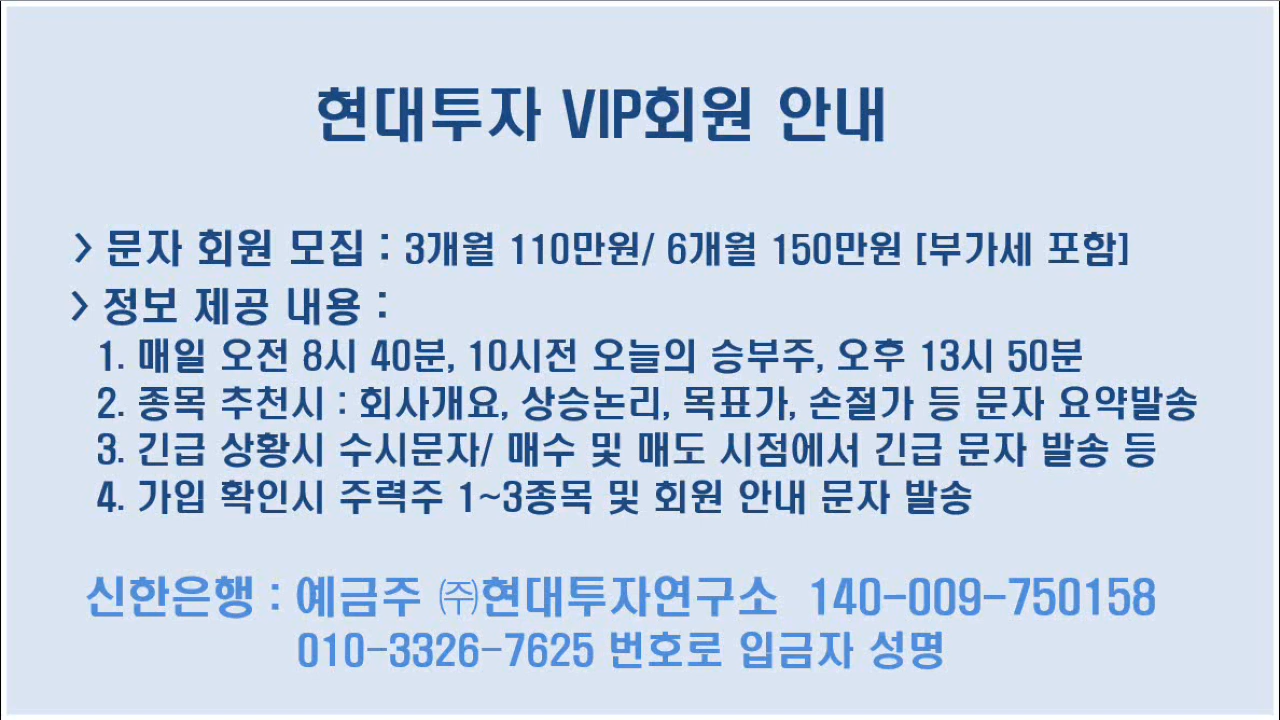 현대투자 VIP회원 안내
> 문자 회원 모집 : 3개월 110만원/ 6개월 150만원 [부가세 포함]
> 정보 제공 내용 :
1. 매일 오전 8시 40분, 10시전 오늘의 승부주, 오후 13시 50분
2. 종목 추천시 : 회사개요, 상승논리, 목표가, 손절가 등 문자 요약발송
3. 긴급 상황시 수시문자/ 매수 및 매도 시점에서 긴급 문자 발송 등
4. 가입 확인시 주력주 1~3종목 및 회원 안내 문자 발송
신한은행 : 예금주 ㈜현대투자연구소 140-009-750158
010-3326-7625 번호로 입금자 성명